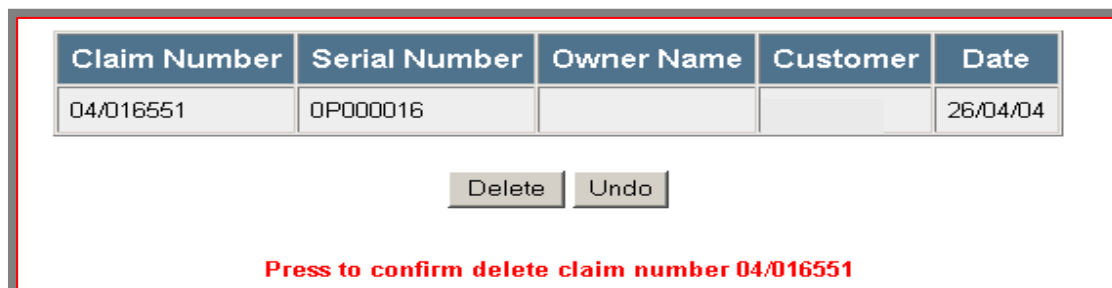 Claim Number Serial Number Owner Name Customer Date
04/016551 0P000016 26/04/04
Delete Undo
Press to confirm delete claim number 04/016551